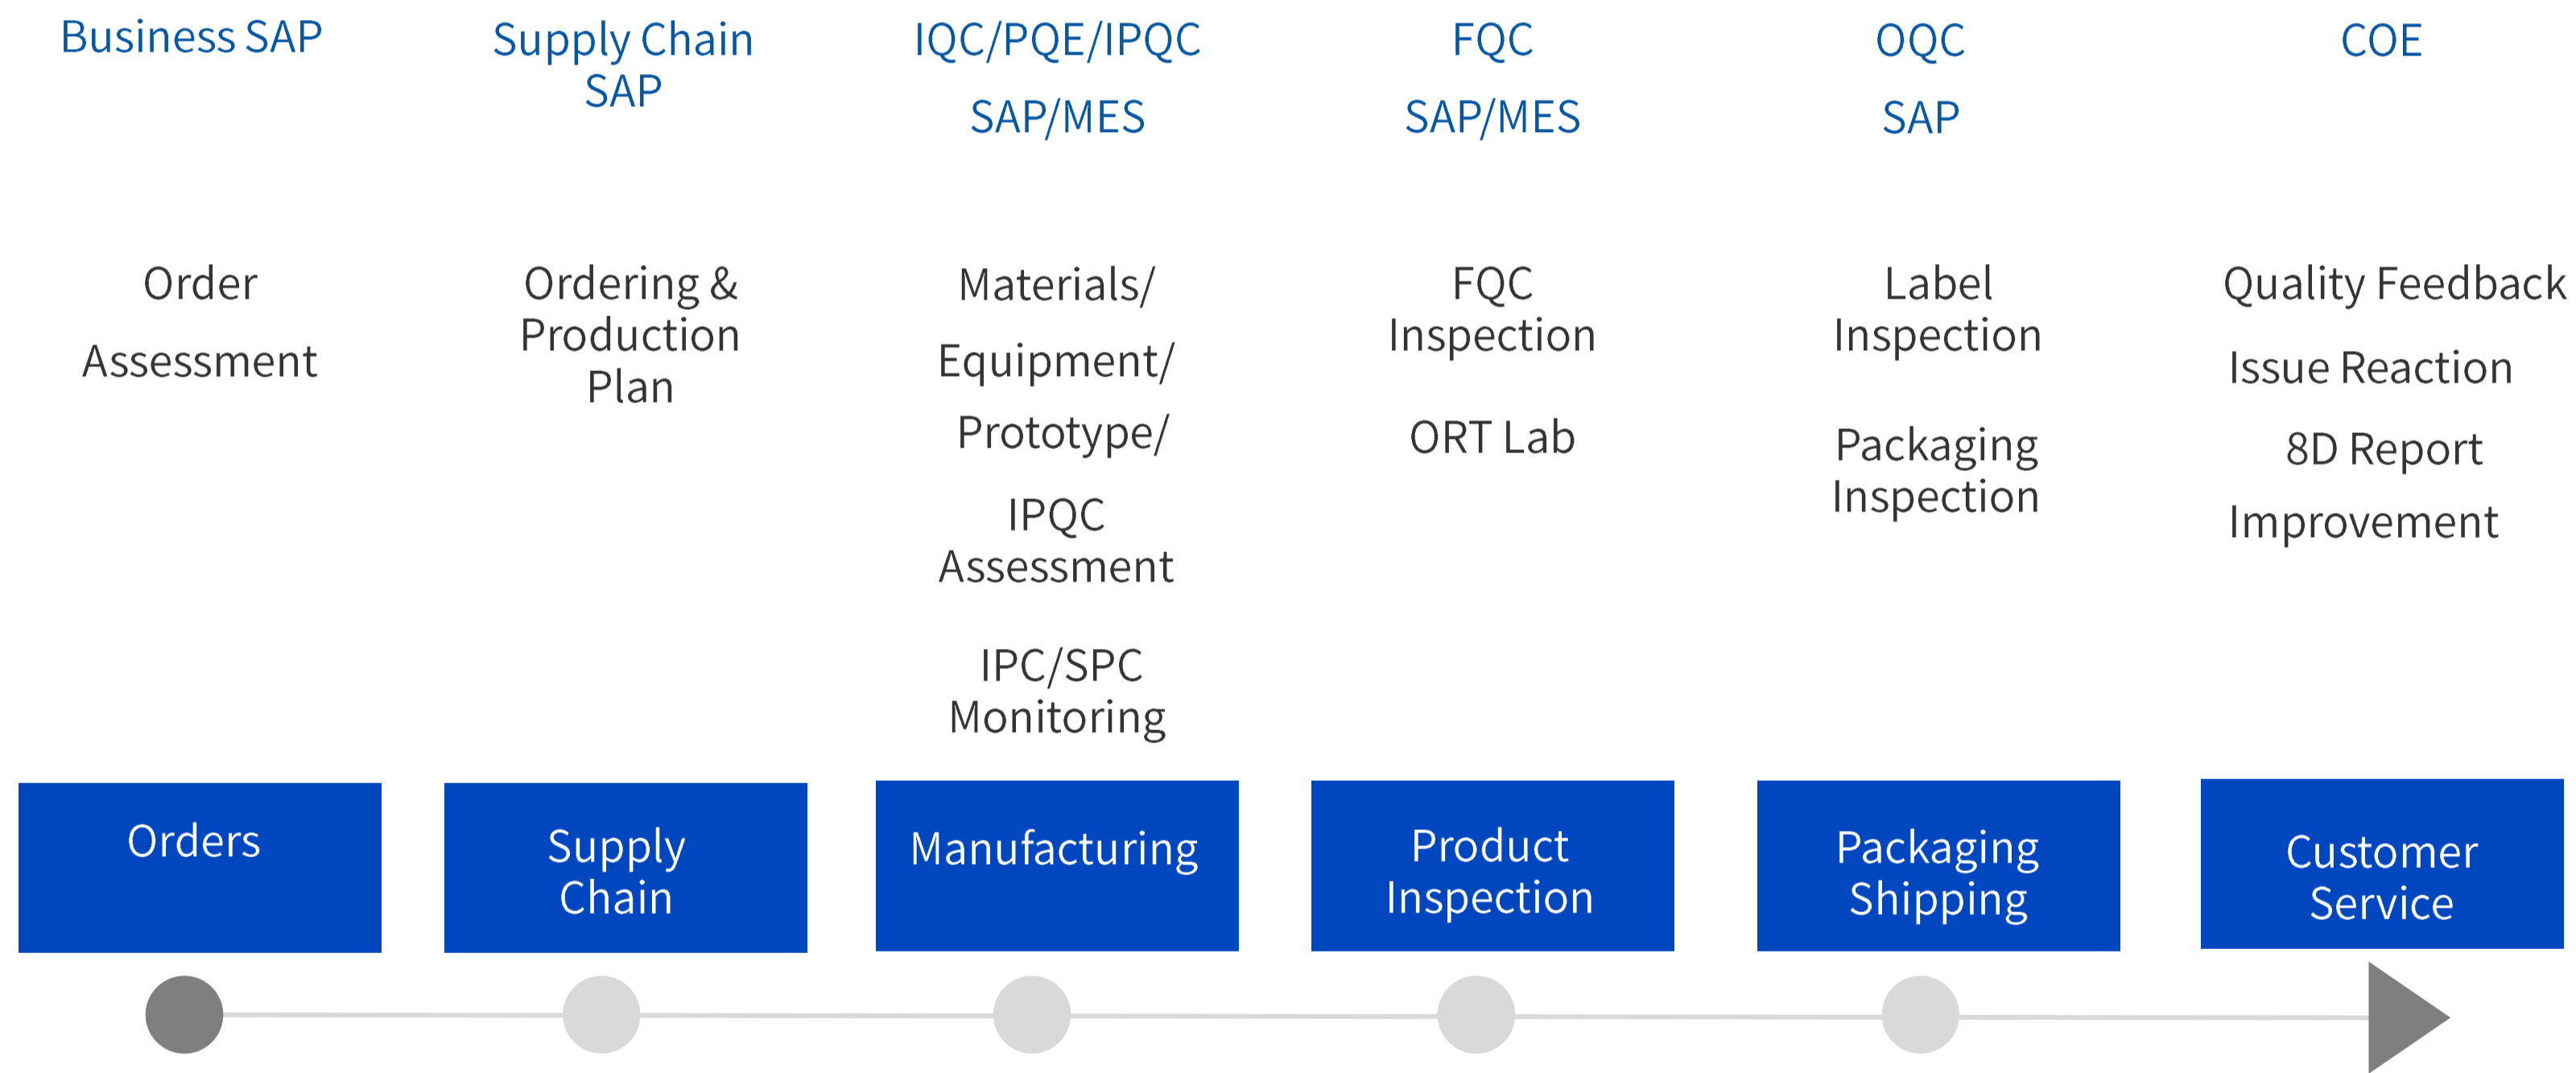 Business SAP
Supply Chain
SAP
IQC/PQE/IPQC
SAP/MES
FQC
SAP/MES
OQC
SAP
COE
Order
Assessment
Ordering &
Production
Plan
Materials/
Equipment/
Prototype/
IPQC
Assessment
IPC/SPC
Monitoring
FQC
Inspection
ORT Lab
Label
Inspection
Packaging
Inspection
Quality Feedback
Issue Reaction
8D Report
Improvement
Orders
Supply
Chain
Manufacturing
Product
Inspection
Packaging
Shipping
Customer
Service